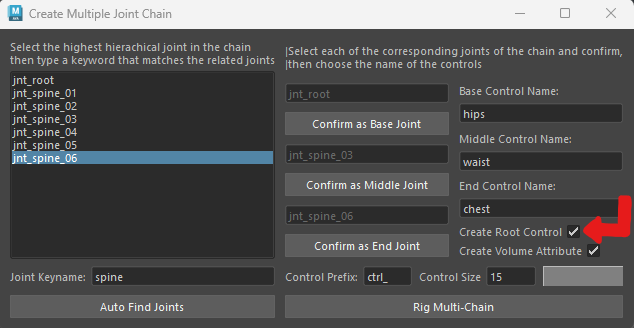 Create Multiple Joint Chain
Select the highest hierachical joint in the chain
then type a keyword that matches the related joints
jnt_root
jnt_spine_01
jnt_spine_02
jnt_spine_03
jnt_spine_04
jnt_spine_05
jnt_spine_06
|Select each of the corresponding joints of the chain and confirm,
|then choose the name of the controls
jnt_root
Confirm as Base Joint
jnt_spine_03
Confirm as Middle Joint
jnt_spine_06
Confirm as End Joint
Base Control Name:
hips
Middle Control Name:
waist
End Control Name:
chest
Create Root Control
Create Volume Attribute
Joint Keyname: spine
Control Prefix: ctrl_ Control Size 15
Auto Find Joints
Rig Multi-Chain